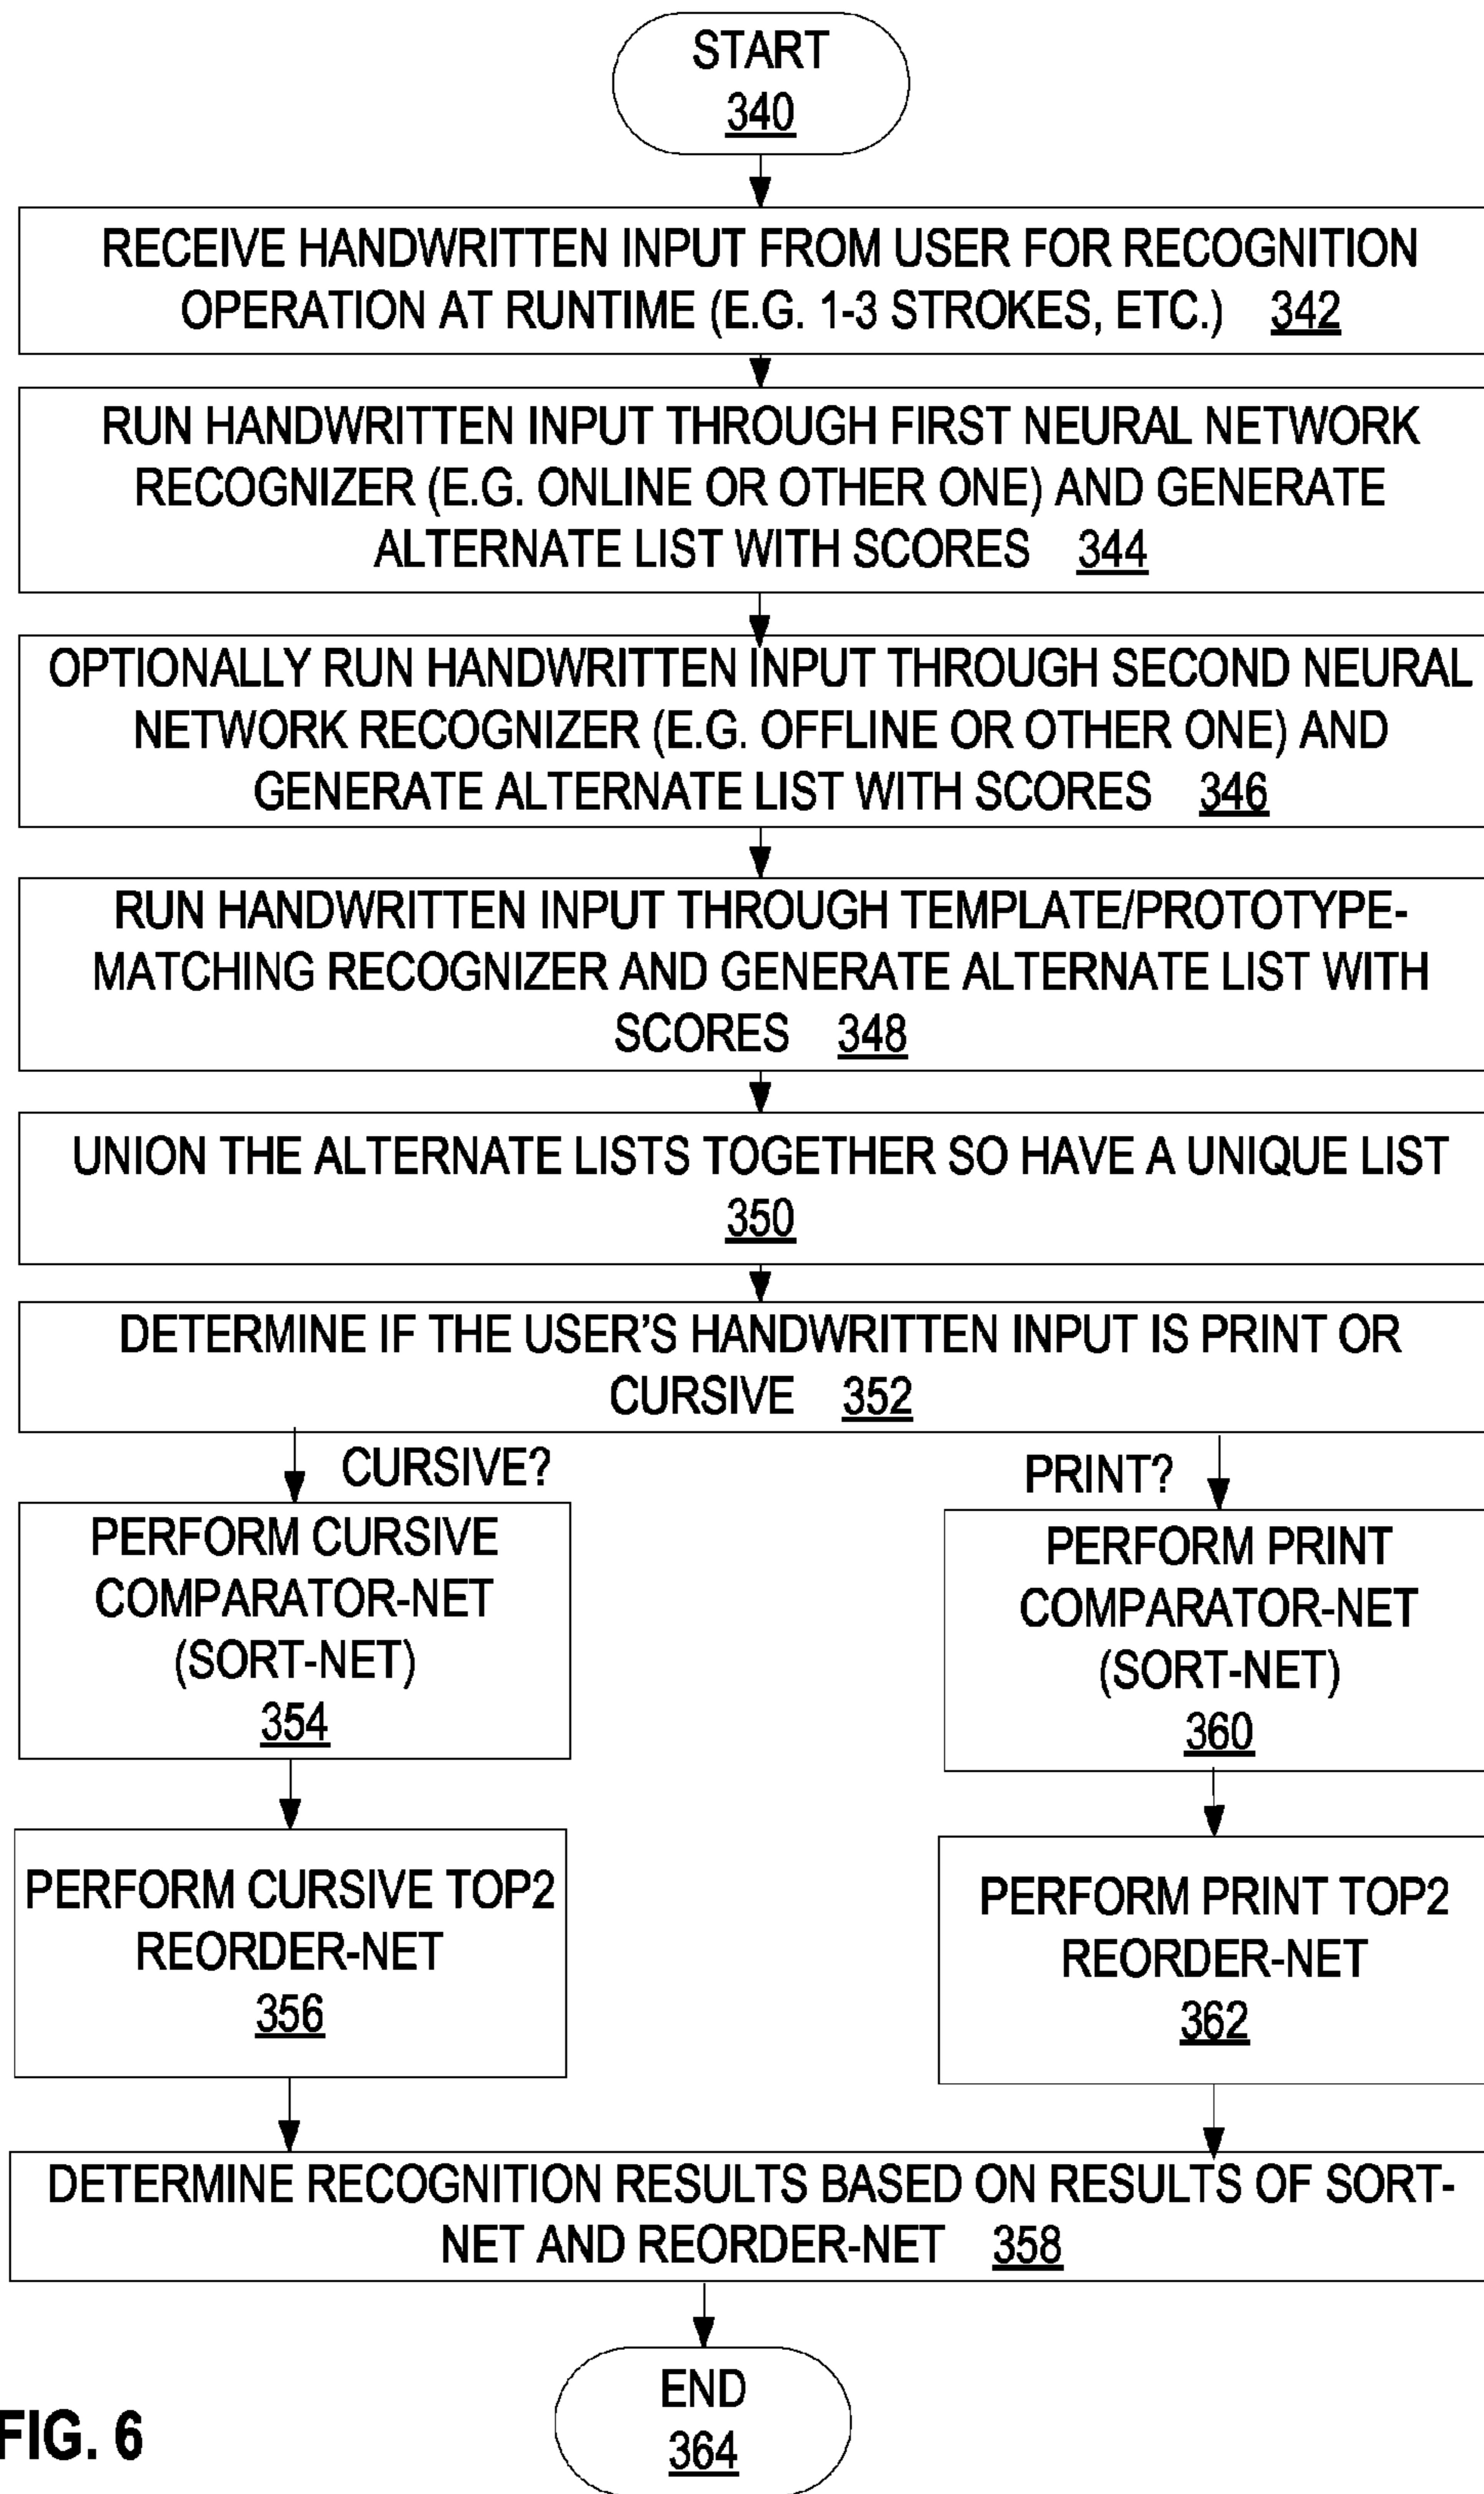 START
340
RECEIVE HANDWRITTEN INPUT FROM USER FOR RECOGNITION
OPERATION AT RUNTIME (E.G. 1-3 STROKES, ETC.) 342
RUN HANDWRITTEN INPUT THROUGH FIRST NEURAL NETWORK
RECOGNIZER (E.G. ONLINE OR OTHER ONE) AND GENERATE
ALTERNATE LIST WITH SCORES 344
OPTIONALLY RUN HANDWRITTEN INPUT THROUGH SECOND NEURAL
NETWORK RECOGNIZER (E.G. OFFLINE OR OTHER ONE) AND
GENERATE ALTERNATE LIST WITH SCORES 346
RUN HANDWRITTEN INPUT THROUGH TEMPLATE/PROTOTYPE-
MATCHING RECOGNIZER AND GENERATE ALTERNATE LIST WITH
SCORES 348
UNION THE ALTERNATE LISTS TOGETHER SO HAVE A UNIQUE LIST
350
DETERMINE IF THE USER'S HANDWRITTEN INPUT IS PRINT OR
CURSIVE 352
CURSIVE?
PERFORM CURSIVE
COMPARATOR-NET
(SORT-NET)
354
PERFORM CURSIVE TOP2
REORDER-NET
356
PRINT?
PERFORM PRINT
COMPARATOR-NET
(SORT-NET)
360
PERFORM PRINT TOP2
REORDER-NET
362
DETERMINE RECOGNITION RESULTS BASED ON RESULTS OF SORT-
NET AND REORDER-NET 358
END
364
FIG. 6